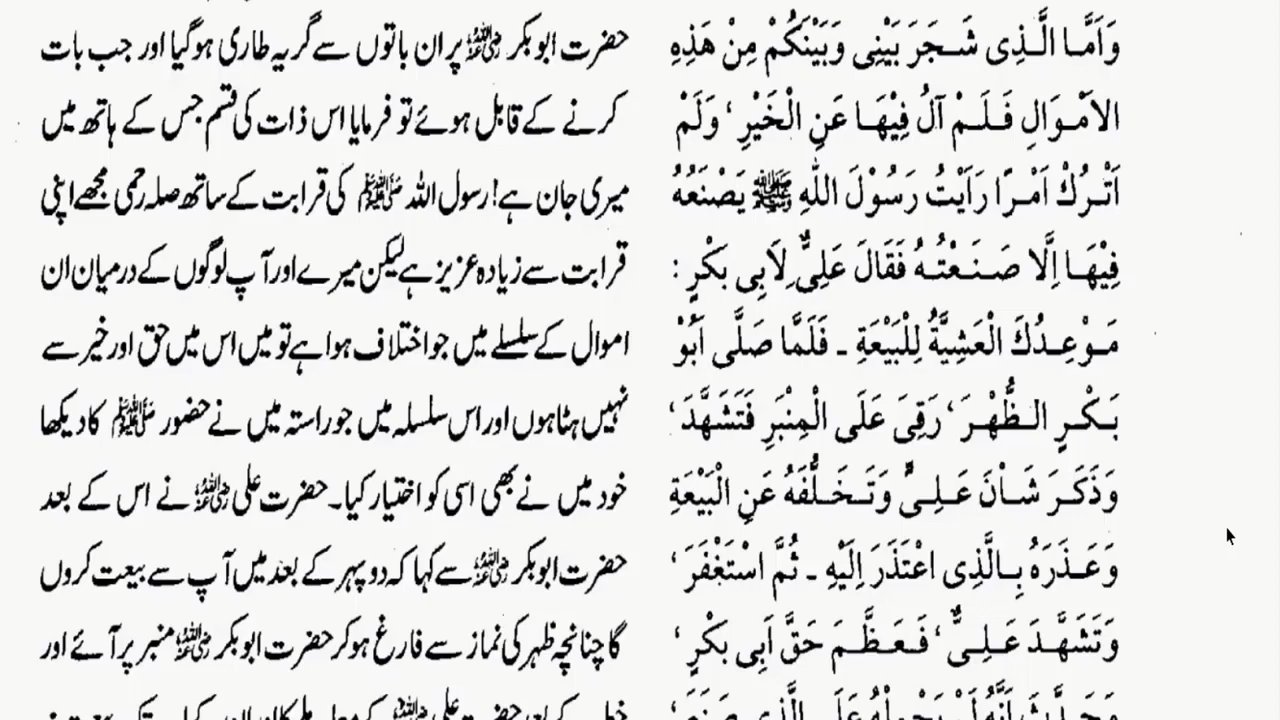 وَاَمَّا الَّذِى شَجَرَ بَيْنِى وَبَيْنَكُمْ مِنْ هٰذِهِ
الاَمْوَالِ فَلَمْ آلُ فِيْهَا عَنِ الْخَيْرِ ‘ وَلَمْ
اَتْرُكْ اَمْرًا رَاَيْتُ رَسُوْلَ اللّٰهِ ﷺ يَصْنَعُهُ
فِيْهَا اِلَّا صَنَعْتُهُ فَقَالَ عَلِىٌّ لِاَبِى بَكْرٍ :
مَوْعِدُكَ الْعَشِيَّةُ لِلْبَيْعَةِ ـ فَلَمَّا صَلَّى اَبُوْ
بَكْرٍ الظُّهْرَ ‘ رَقِىَ عَلَى الْمِنْبَرِ فَتَشَهَّدَ ‘
وَذَكَرَ شَاْنَ عَلِىٍّ وَتَخَلُّفَهُ عَنِ الْبَيْعَةِ
وَعَذَرَهُ بِالَّذِى اعْتَذَرَ اِلَيْهِ ـ ثُمَّ اسْتَغْفَرَ ‘
وَتَشَهَّدَ عَلِىٌّ ‘ فَعَظَّمَ حَقَّ اَبِى بَكْرٍ ‘
حضرت ابوبکر رضی اللہ عنہ پر ان باتوں سے گریہ طاری ہوگیا اور جب بات
کرنے کے قابل ہوئے تو فرمایا اس ذات کی قسم جس کے ہاتھ میں
میری جان ہے! رسول اللہ ﷺ کی قرابت کے ساتھ صلہ رحمی مجھے اپنی
قرابت سے زیادہ عزیز ہے لیکن میرے اور آپ لوگوں کے درمیان ان
اموال کے سلسلے میں جو اختلاف ہوا ہے تو میں اس میں حق اور خیر سے
نہیں ہٹا ہوں اور اس سلسلہ میں جو راستہ میں نے حضور ﷺ کا دیکھا
خود میں نے بھی اسی کو اختیار کیا۔ حضرت علی رضی اللہ عنہ نے اس کے بعد
حضرت ابوبکر رضی اللہ عنہ سے کہا کہ دوپہر کے بعد میں آپ سے بیعت کروں
گا چنانچہ ظہر کی نماز سے فارغ ہوکر حضرت ابوبکر رضی اللہ عنہ منبر پر آئے اور